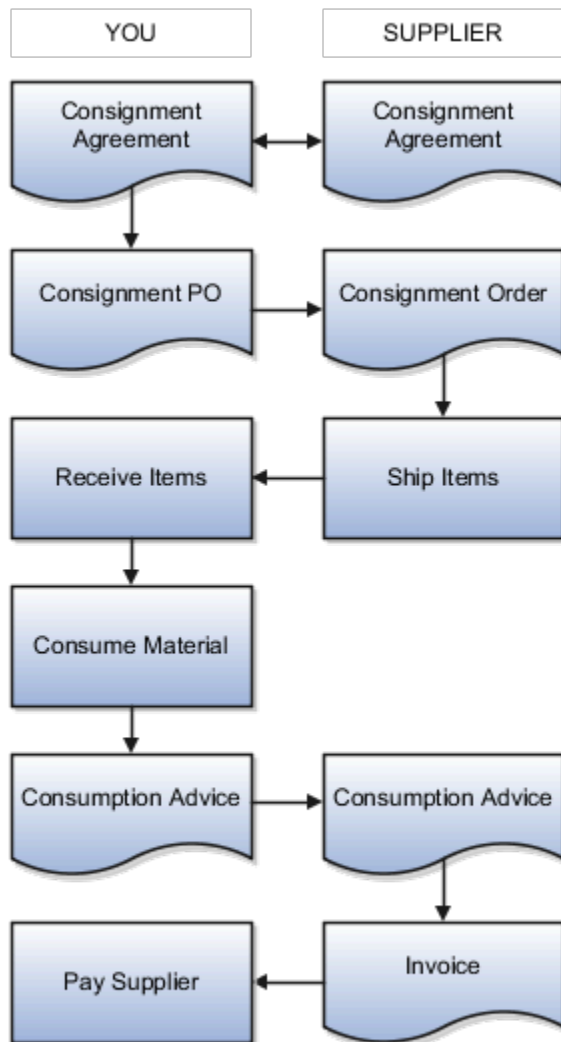 YOU
SUPPLIER
Consignment
Agreement
Consignment
Agreement
Consignment PO
Consignment Order
Receive Items
Ship Items
Consume Material
Consumption Advice
Consumption Advice
Pay Supplier
Invoice